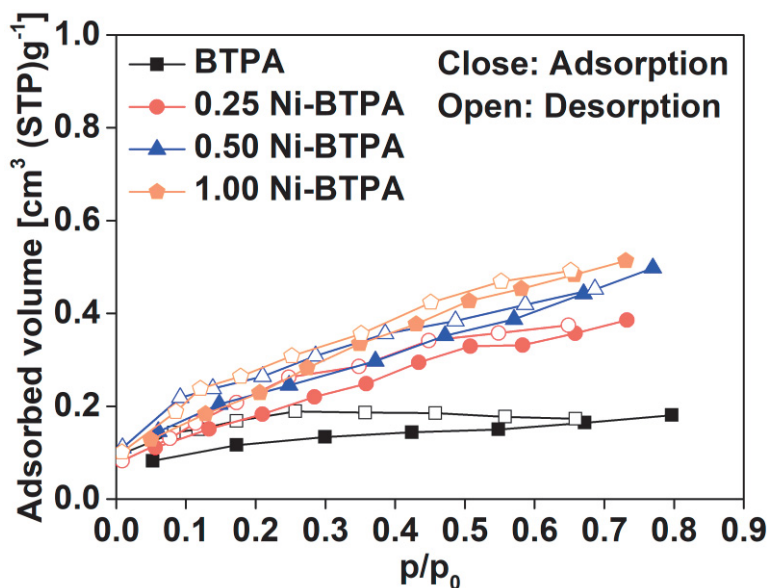 1.0
0.8
0.6
0.4
0.2
0.0
Adsorbed volume [cm³ (STP)g⁻¹]
BTPA
0.25 Ni-BTPA
0.50 Ni-BTPA
1.00 Ni-BTPA
Close: Adsorption
Open: Desorption
0.0 0.1 0.2 0.3 0.4 0.5 0.6 0.7 0.8 0.9
p/p₀